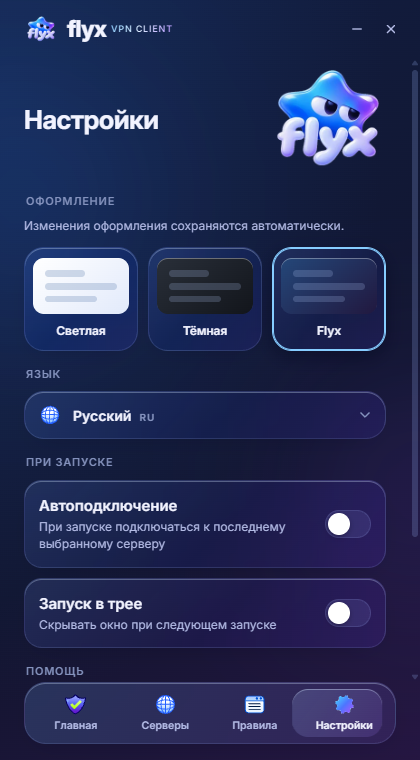 flyx flyx VPN CLIENT
Настройки
flyx
ОФОРМЛЕНИЕ
Изменения оформления сохраняются автоматически.
Светлая Тёмная Flyx
ЯЗЫК
Русский RU
ПРИ ЗАПУСКЕ
Автоподключение
При запуске подключаться к последнему
выбранному серверу
Запуск в трее
Скрывать окно при следующем запуске
ПОМОЩЬ
Главная Серверы Правила Настройки